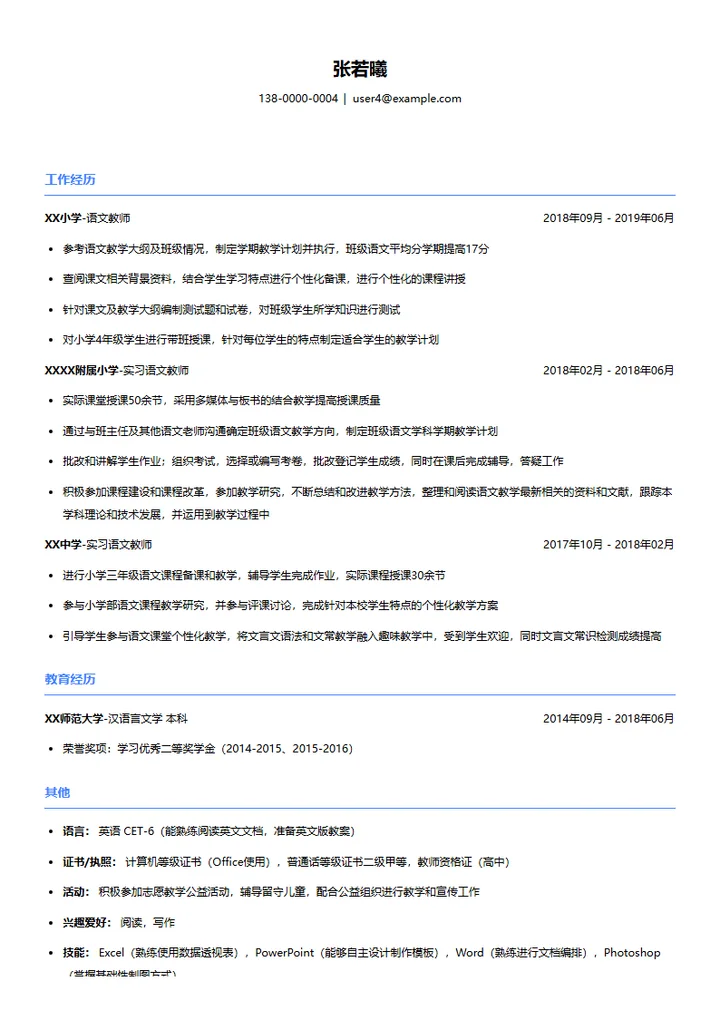 张若曦
138-0000-0004 | user4@example.com
工作经历
XX小学-语文教师 2018年09月 - 2019年06月
• 参考语文教学大纲及班级情况，制定学期教学计划并执行，班级语文平均分学期提高17分
• 查阅课文相关背景资料，结合学生学习特点进行个性化备课，进行个性化的课程讲授
• 针对课文及教学大纲编制测试题和试卷，对班级学生所学知识进行测试
• 对小学4年级学生进行带班授课，针对每位学生的特点制定适合学生的教学计划
XXXX附属小学-实习语文教师 2018年02月 - 2018年06月
• 实际课堂授课50余节，采用多媒体与板书的结合教学提高授课质量
• 通过与班主任及其他语文老师沟通确定班级语文教学方向，制定班级语文学科学期教学计划
• 批改和讲解学生作业；组织考试，选择或编写考卷，批改登记学生成绩，同时在课后完成辅导，答疑工作
• 积极参加课程建设和课程改革，参加教学研究，不断总结和改进教学方法，整理和阅读语文教学最新相关的资料和文献，跟踪本
学科理论和技术发展，并运用到教学过程中
XX中学-实习语文教师 2017年10月 - 2018年02月
• 进行小学三年级语文课程备课和教学，辅导学生完成作业，实际课程授课30余节
• 参与小学部语文课程教学研究，并参与评课讨论，完成针对本校学生特点的个性化教学方案
• 引导学生参与语文课堂个性化教学，将文言文语法和文常教学融入趣味教学中，受到学生欢迎，同时文言文常识检测成绩提高
教育经历
XX师范大学-汉语言文学 本科 2014年09月 - 2018年06月
• 荣誉奖项：学习优秀二等奖学金（2014-2015、2015-2016）
其他
• 语言： 英语 CET-6（能熟练阅读英文文档，准备英文版教案）
• 证书/执照： 计算机等级证书（Office使用），普通话等级证书二级甲等，教师资格证（高中）
• 活动： 积极参加志愿教学公益活动，辅导留守儿童，配合公益组织进行教学和宣传工作
• 兴趣爱好： 阅读，写作
• 技能： Excel（熟练使用数据透视表），PowerPoint（能够自主设计制作模板），Word（熟练进行文档编排），Photoshop
（掌握基础性制图方式）